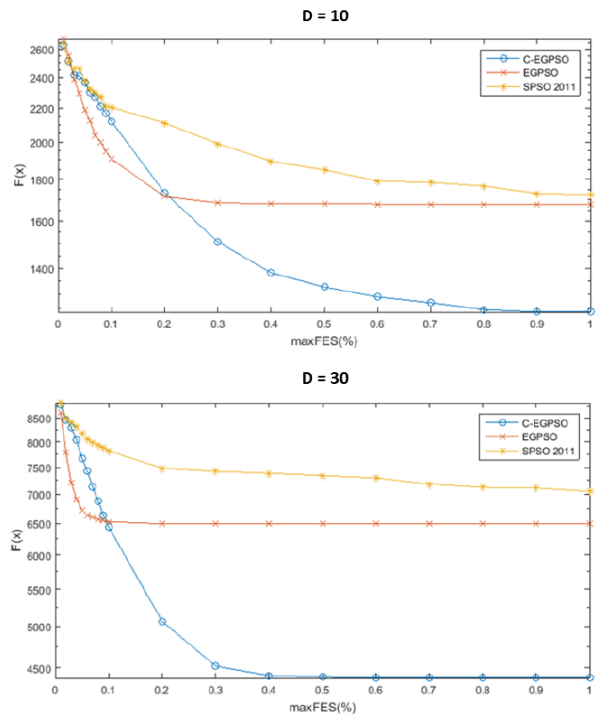 D = 10
2600
2400
2200
2000
1800
1600
1400
F(x)
C-EGPSO
EGPSO
SPSO 2011
0 0.1 0.2 0.3 0.4 0.5 0.6 0.7 0.8 0.9 1
maxFES(%)
D = 30
8500
8000
7500
7000
6500
6000
5500
5000
4500
F(x)
C-EGPSO
EGPSO
SPSO 2011
0 0.1 0.2 0.3 0.4 0.5 0.6 0.7 0.8 0.9 1
maxFES(%)